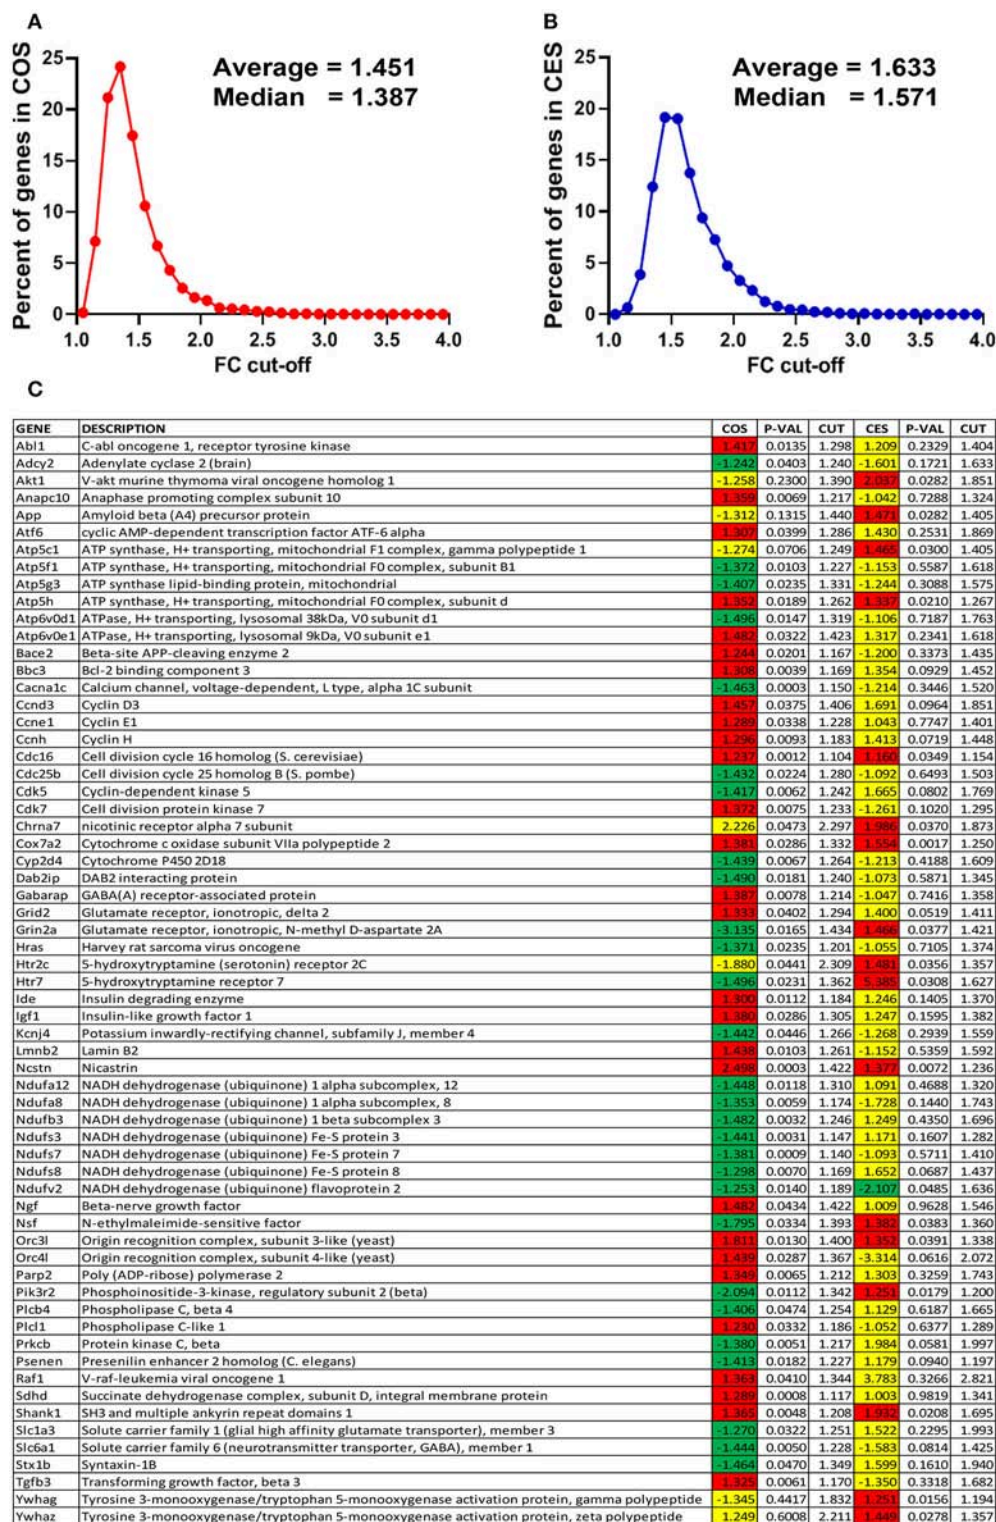 A
B
Percent of genes in COS
25
20
15
10
5
0
Average = 1.451
Median = 1.387
1.0 1.5 2.0 2.5 3.0 3.5 4.0
FC cut-off
Percent of genes in CES
25
20
15
10
5
0
Average = 1.633
Median = 1.571
1.0 1.5 2.0 2.5 3.0 3.5 4.0
FC cut-off
C
GENE DESCRIPTION COS P-VAL CUT CES P-VAL CUT
Abl1 C-abl oncogene 1, receptor tyrosine kinase 1.417 0.0135 1.298 1.209 0.2329 1.404
Adcy2 Adenylate cyclase 2 (brain) -1.242 0.0403 1.240 -1.601 0.1721 1.633
Akt1 V-akt murine thymoma viral oncogene homolog 1 -1.258 0.2300 1.390 2.037 0.0282 1.851
Anapc10 Anaphase promoting complex subunit 10 1.359 0.0069 1.217 -1.042 0.7288 1.324
App Amyloid beta (A4) precursor protein -1.312 0.1315 1.440 1.471 0.0282 1.405
Atf6 cyclic AMP-dependent transcription factor ATF-6 alpha 1.307 0.0399 1.286 1.430 0.2531 1.869
Atp5c1 ATP synthase, H+ transporting, mitochondrial F1 complex, gamma polypeptide 1 -1.274 0.0706 1.249 1.465 0.0300 1.405
Atp5f1 ATP synthase, H+ transporting, mitochondrial F0 complex, subunit B1 -1.372 0.0103 1.227 -1.153 0.5587 1.618
Atp5g3 ATP synthase lipid-binding protein, mitochondrial -1.407 0.0235 1.331 -1.244 0.3088 1.575
Atp5h ATP synthase, H+ transporting, mitochondrial F0 complex, subunit d 1.352 0.0189 1.262 1.337 0.0210 1.267
Atp6v0d1 ATPase, H+ transporting, lysosomal 38kDa, V0 subunit d1 -1.496 0.0147 1.319 -1.106 0.7187 1.763
Atp6v0e1 ATPase, H+ transporting, lysosomal 9kDa, V0 subunit e1 1.482 0.0322 1.423 1.317 0.2341 1.618
Bace2 Beta-site APP-cleaving enzyme 2 1.244 0.0201 1.167 -1.200 0.3373 1.435
Bbc3 Bcl-2 binding component 3 1.308 0.0039 1.169 1.354 0.0929 1.452
Cacna1c Calcium channel, voltage-dependent, L type, alpha 1C subunit -1.463 0.0003 1.150 -1.214 0.3446 1.520
Ccnd3 Cyclin D3 1.457 0.0375 1.406 1.691 0.0964 1.851
Ccne1 Cyclin E1 1.289 0.0338 1.228 1.043 0.7747 1.401
Ccnh Cyclin H 1.296 0.0093 1.183 1.413 0.0719 1.448
Cdc16 Cell division cycle 16 homolog (S. cerevisiae) 1.237 0.0012 1.104 1.160 0.0349 1.154
Cdc25b Cell division cycle 25 homolog B (S. pombe) -1.432 0.0224 1.280 -1.092 0.6493 1.503
Cdk5 Cyclin-dependent kinase 5 -1.417 0.0062 1.242 1.665 0.0802 1.769
Cdk7 Cell division protein kinase 7 1.372 0.0075 1.233 -1.261 0.1020 1.295
Chrna7 nicotinic receptor alpha 7 subunit 2.226 0.0473 2.297 1.986 0.0370 1.873
Cox7a2 Cytochrome c oxidase subunit VIIa polypeptide 2 1.381 0.0286 1.332 1.554 0.0017 1.250
Cyp2d4 Cytochrome P450 2D18 -1.439 0.0067 1.264 -1.213 0.4188 1.609
Dab2ip DAB2 interacting protein -1.490 0.0181 1.240 -1.073 0.5871 1.345
Gabarap GABA(A) receptor-associated protein 1.387 0.0078 1.214 -1.047 0.7416 1.358
Grid2 Glutamate receptor, ionotropic, delta 2 1.333 0.0402 1.294 1.400 0.0519 1.411
Grin2a Glutamate receptor, ionotropic, N-methyl D-aspartate 2A -3.135 0.0165 1.434 1.466 0.0377 1.421
Hras Harvey rat sarcoma virus oncogene -1.371 0.0235 1.201 -1.055 0.7105 1.374
Htr2c 5-hydroxytryptamine (serotonin) receptor 2C -1.880 0.0441 2.309 1.481 0.0356 1.357
Htr7 5-hydroxytryptamine receptor 7 -1.496 0.0231 1.362 5.385 0.0308 1.627
Ide Insulin degrading enzyme 1.300 0.0112 1.184 1.246 0.1405 1.370
Igf1 Insulin-like growth factor 1 1.380 0.0286 1.305 1.247 0.1595 1.382
Kcnj4 Potassium inwardly-rectifying channel, subfamily J, member 4 -1.442 0.0446 1.266 -1.268 0.2939 1.559
Lmnb2 Lamin B2 1.438 0.0103 1.261 -1.152 0.5359 1.592
Ncstn Nicastrin 2.498 0.0003 1.422 1.377 0.0072 1.236
Ndufa12 NADH dehydrogenase (ubiquinone) 1 alpha subcomplex, 12 -1.448 0.0118 1.310 1.091 0.4688 1.320
Ndufa8 NADH dehydrogenase (ubiquinone) 1 alpha subcomplex, 8 -1.353 0.0059 1.174 -1.728 0.1440 1.743
Ndufb3 NADH dehydrogenase (ubiquinone) 1 beta subcomplex 3 -1.482 0.0032 1.246 1.249 0.4350 1.696
Ndufs3 NADH dehydrogenase (ubiquinone) Fe-S protein 3 -1.441 0.0031 1.147 1.171 0.1607 1.282
Ndufs7 NADH dehydrogenase (ubiquinone) Fe-S protein 7 -1.381 0.0009 1.140 -1.093 0.5711 1.410
Ndufs8 NADH dehydrogenase (ubiquinone) Fe-S protein 8 -1.298 0.0070 1.169 1.652 0.0687 1.437
Ndufv2 NADH dehydrogenase (ubiquinone) flavoprotein 2 -1.253 0.0140 1.189 -2.107 0.0485 1.636
Ngf Beta-nerve growth factor 1.482 0.0434 1.422 1.009 0.9628 1.546
Nsf N-ethylmaleimide-sensitive factor -1.795 0.0334 1.393 1.382 0.0383 1.360
Orc3l Origin recognition complex, subunit 3-like (yeast) 1.811 0.0130 1.400 1.352 0.0391 1.338
Orc4l Origin recognition complex, subunit 4-like (yeast) 1.439 0.0287 1.367 -3.314 0.0616 2.072
Parp2 Poly (ADP-ribose) polymerase 2 1.349 0.0065 1.212 1.303 0.3259 1.743
Pik3r2 Phosphoinositide-3-kinase, regulatory subunit 2 (beta) -2.094 0.0112 1.342 1.251 0.0179 1.200
Plcb4 Phospholipase C, beta 4 -1.406 0.0474 1.254 1.129 0.6187 1.665
Plcl1 Phospholipase C-like 1 1.230 0.0332 1.186 -1.052 0.6377 1.289
Prkcb Protein kinase C, beta -1.380 0.0051 1.217 1.984 0.0581 1.997
Psenen Presenilin enhancer 2 homolog (C. elegans) -1.413 0.0182 1.227 1.179 0.0940 1.197
Raf1 V-raf-leukemia viral oncogene 1 1.363 0.0410 1.344 3.783 0.3266 2.821
Sdhd Succinate dehydrogenase complex, subunit D, integral membrane protein 1.289 0.0008 1.117 1.003 0.9819 1.341
Shank1 SH3 and multiple ankyrin repeat domains 1 1.365 0.0048 1.208 1.932 0.0208 1.695
Slc1a3 Solute carrier family 1 (glial high affinity glutamate transporter), member 3 -1.270 0.0322 1.251 1.522 0.2295 1.993
Slc6a1 Solute carrier family 6 (neurotransmitter transporter, GABA), member 1 -1.444 0.0050 1.228 -1.583 0.0814 1.425
Stx1b Syntaxin-1B -1.464 0.0470 1.349 1.599 0.1610 1.940
Tgfb3 Transforming growth factor, beta 3 1.325 0.0061 1.170 -1.350 0.3318 1.682
Ywhag Tyrosine 3-monooxygenase/tryptophan 5-monooxygenase activation protein, gamma polypeptide -1.345 0.4417 1.832 1.251 0.0156 1.194
Ywhaz Tyrosine 3-monooxygenase/tryptophan 5-monooxygenase activation protein, zeta polypeptide 1.249 0.6008 2.211 1.449 0.0278 1.357